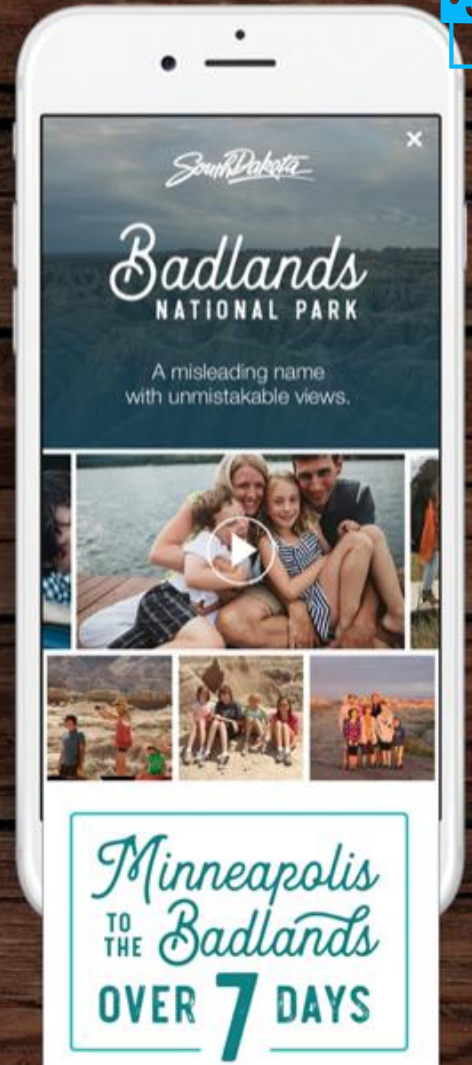 South Dakota
Badlands
NATIONAL PARK
A misleading name
with unmistakable views.
Minneapolis
TO THE Badlands
OVER 7 DAYS